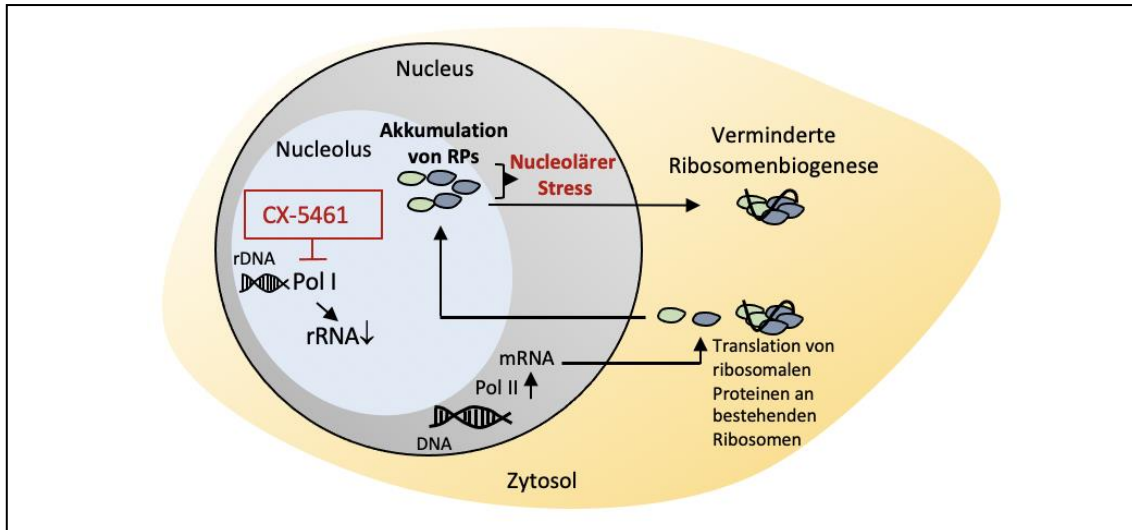 Nucleus
Nucleolus
Akkumulation
von RPs
Nucleolärer
Stress
Verminderte
Ribosomenbiogenese
CX-5461
rDNA
Pol I
rRNA↓
mRNA
Pol II
DNA
Translation von
ribosomalen
Proteinen an
bestehenden
Ribosomen
Zytosol